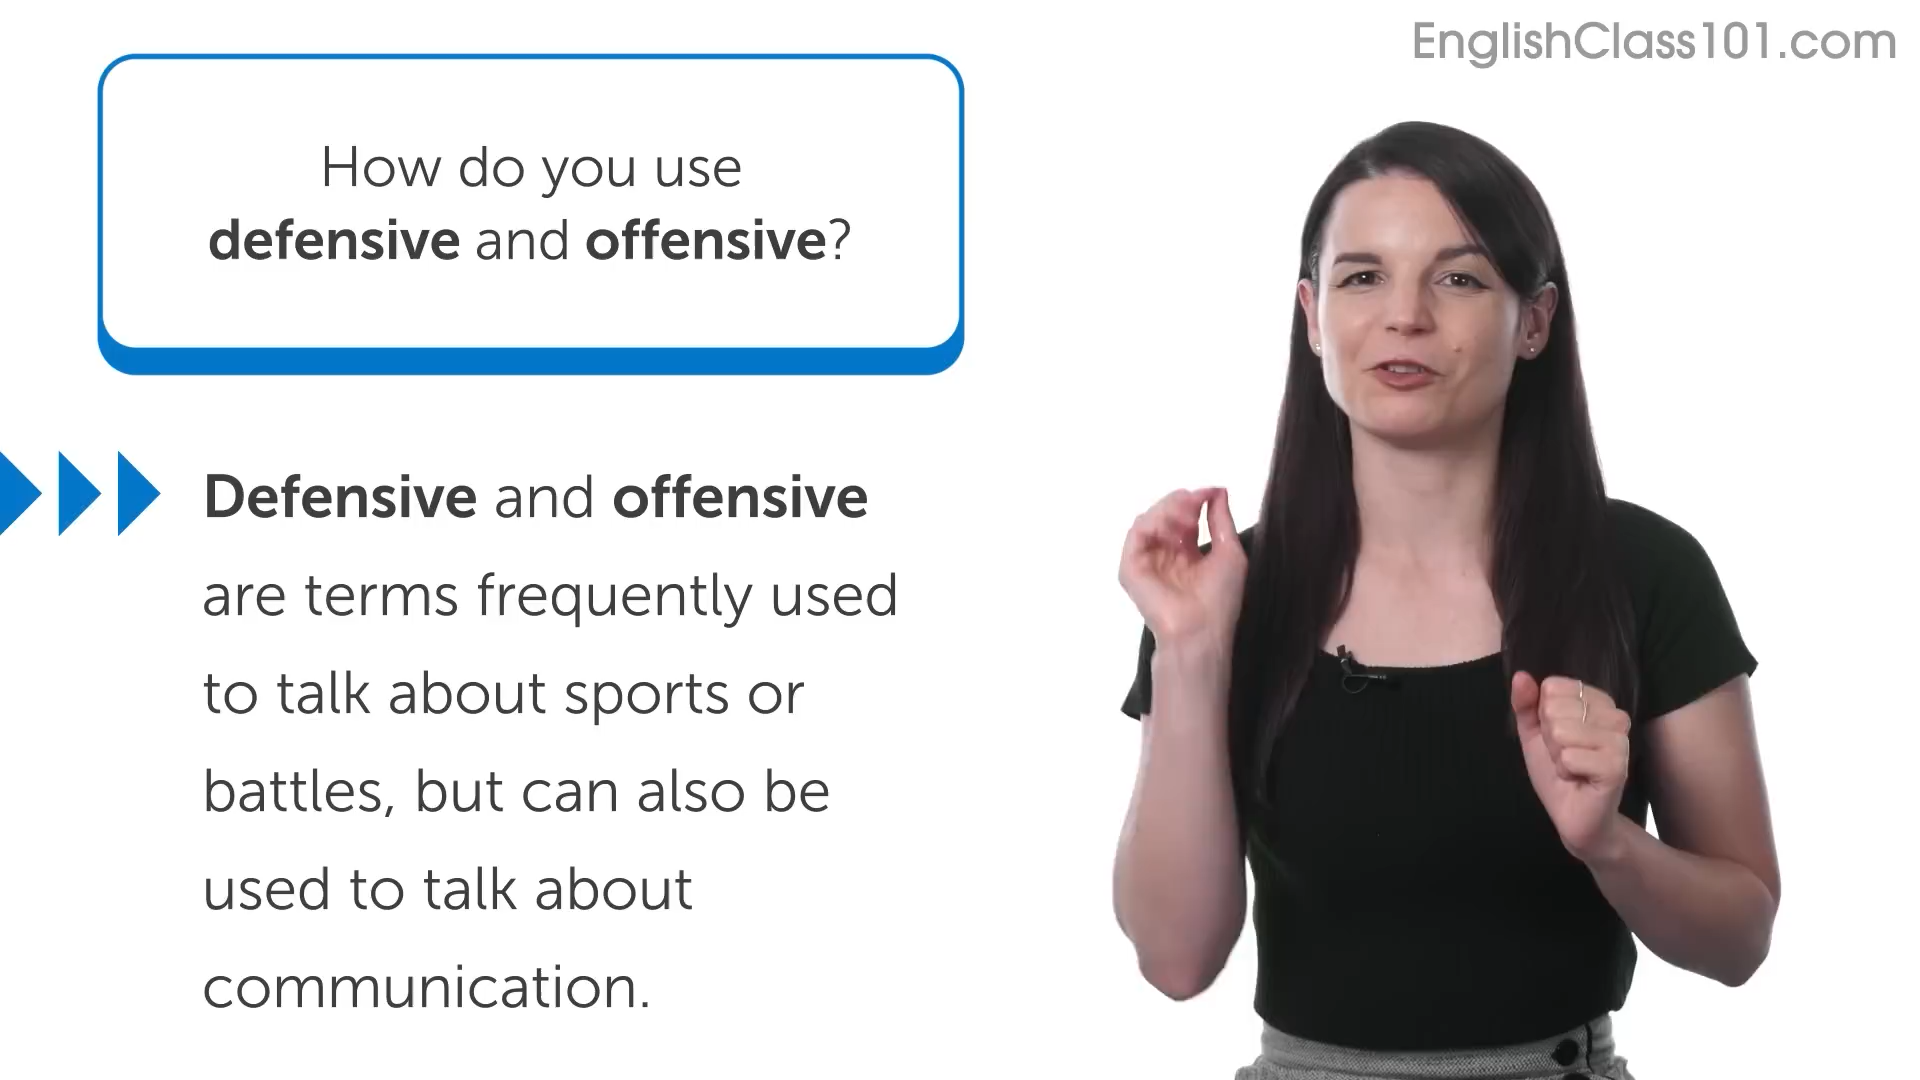 EnglishClass101.com
How do you use
defensive and offensive?
Defensive and offensive
are terms frequently used
to talk about sports or
battles, but can also be
used to talk about
communication.